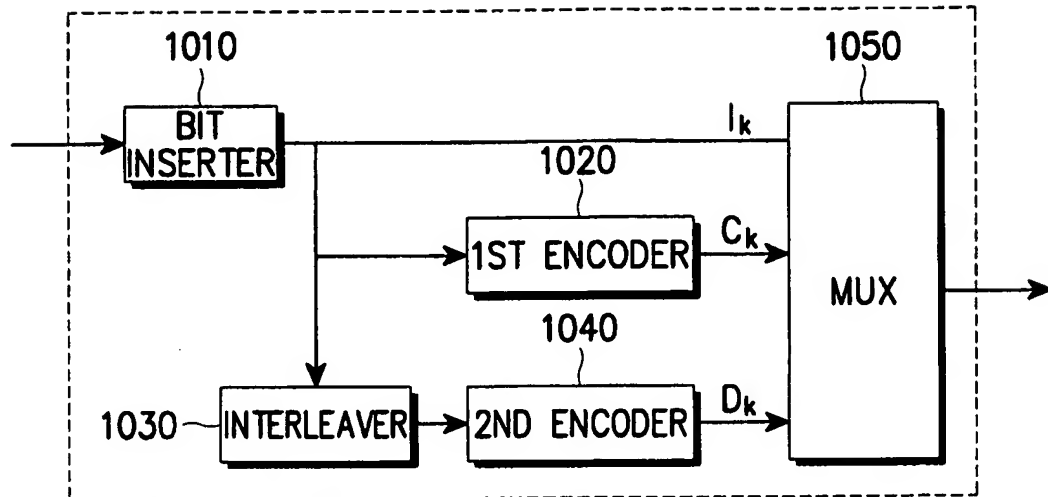 1010
BIT
INSERTER
1050
I_k
1020
1ST ENCODER
C_k
MUX
1040
1030
INTERLEAVER
2ND ENCODER
D_k